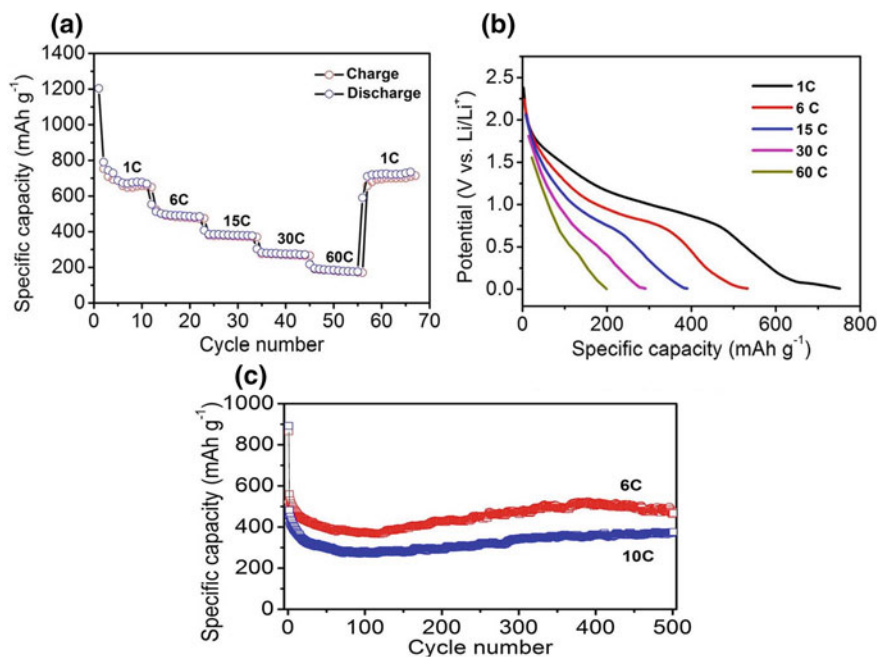 (a)
1400
1200
1000
800
600
400
200
0
Specific capacity (mAh g⁻¹)
Charge
Discharge
1C
6C
15C
30C
60C
1C
0 10 20 30 40 50 60 70
Cycle number
(b)
2.5
2.0
1.5
1.0
0.5
0.0
Potential (V vs. Li/Li⁺)
1C
6 C
15 C
30 C
60 C
0 200 400 600 800
Specific capacity (mAh g⁻¹)
(c)
1000
800
600
400
200
0
Specific capacity (mAh g⁻¹)
6C
10C
0 100 200 300 400 500
Cycle number